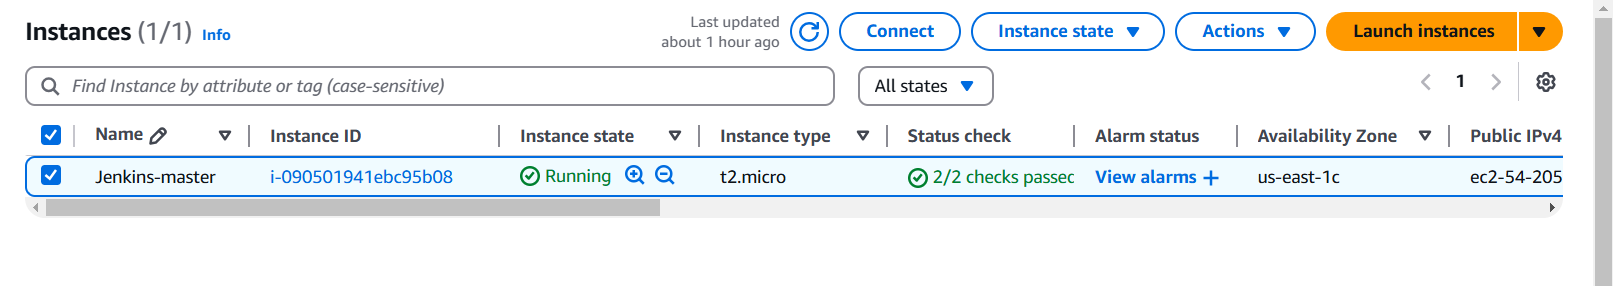 Instances (1/1) Info
Last updated
about 1 hour ago
Connect
Instance state
Actions
Launch instances
Find Instance by attribute or tag (case-sensitive)
All states
1
Name Instance ID Instance state Instance type Status check Alarm status Availability Zone Public IPv4
Jenkins-master i-090501941ebc95b08 Running t2.micro 2/2 checks passed View alarms + us-east-1c ec2-54-205